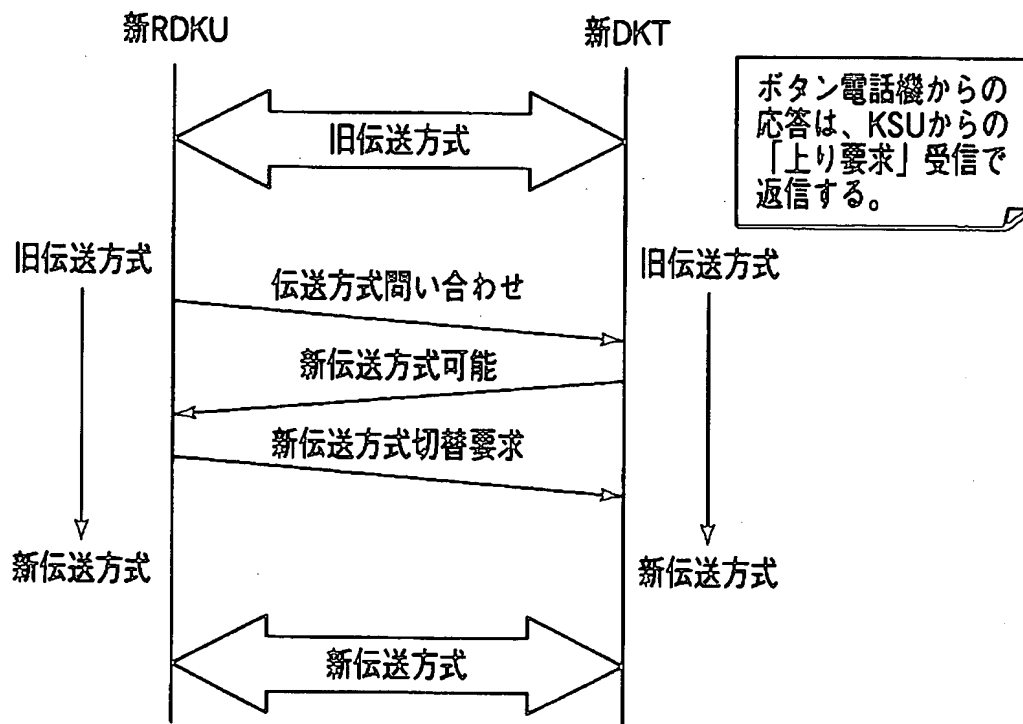 新RDKU
新DKT
旧伝送方式
ボタン電話機からの
応答は、KSUからの
「上り要求」受信で
返信する。
旧伝送方式
旧伝送方式
伝送方式問い合わせ
新伝送方式可能
新伝送方式切替要求
新伝送方式
新伝送方式
新伝送方式